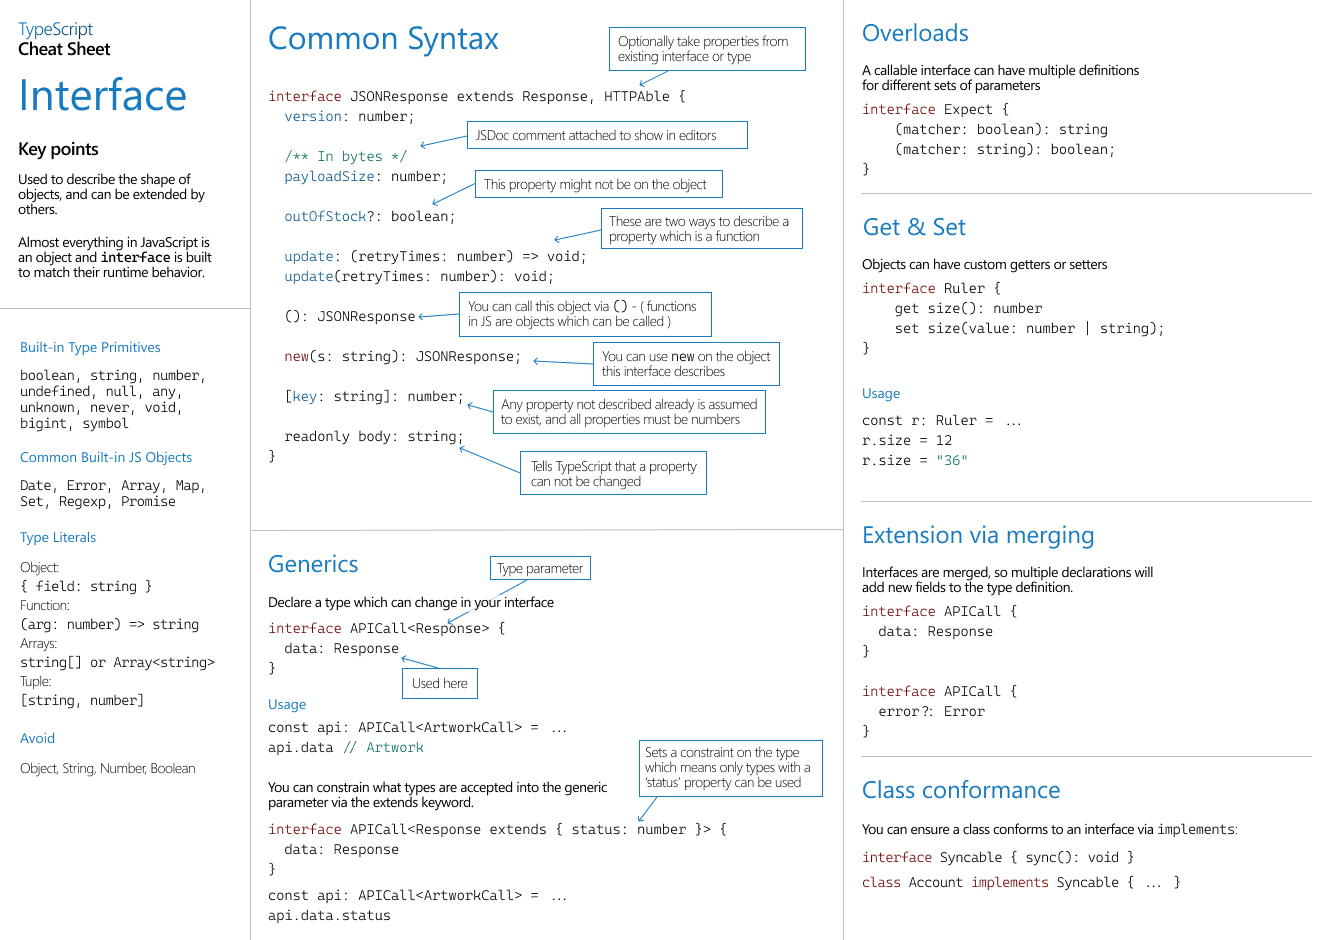 TypeScript
Cheat Sheet
Interface
Key points
Used to describe the shape of
objects, and can be extended by
others.
Almost everything in JavaScript is
an object and interface is built
to match their runtime behavior.
Built-in Type Primitives
boolean, string, number,
undefined, null, any,
unknown, never, void,
bigint, symbol
Common Built-in JS Objects
Date, Error, Array, Map,
Set, Regexp, Promise
Type Literals
Object:
{ field: string }
Function:
(arg: number) => string
Arrays:
string[] or Array<string>
Tuple:
[string, number]
Avoid
Object, String, Number, Boolean
Common Syntax
Optionally take properties from
existing interface or type
interface JSONResponse extends Response, HTTPAble {
version: number;
JSDoc comment attached to show in editors
/** In bytes */
payloadSize: number;
This property might not be on the object
outOfStock?: boolean;
These are two ways to describe a
property which is a function
update: (retryTimes: number) => void;
update(retryTimes: number): void;
You can call this object via () - ( functions
in JS are objects which can be called )
(): JSONResponse
new(s: string): JSONResponse;
You can use new on the object
this interface describes
[key: string]: number;
Any property not described already is assumed
to exist, and all properties must be numbers
readonly body: string;
}
Tells TypeScript that a property
can not be changed
Generics
Type parameter
Declare a type which can change in your interface
interface APICall<Response> {
data: Response
}
Used here
Usage
const api: APICall<ArtworkCall> = ...
api.data // Artwork
Sets a constraint on the type
which means only types with a
‘status’ property can be used
You can constrain what types are accepted into the generic
parameter via the extends keyword.
interface APICall<Response extends { status: number }> {
data: Response
}
const api: APICall<ArtworkCall> = ...
api.data.status
Overloads
A callable interface can have multiple definitions
for different sets of parameters
interface Expect {
(matcher: boolean): string
(matcher: string): boolean;
}
Get & Set
Objects can have custom getters or setters
interface Ruler {
get size(): number
set size(value: number | string);
}
Usage
const r: Ruler = ...
r.size = 12
r.size = "36"
Extension via merging
Interfaces are merged, so multiple declarations will
add new fields to the type definition.
interface APICall {
data: Response
}
interface APICall {
error?: Error
}
Class conformance
You can ensure a class conforms to an interface via implements:
interface Syncable { sync(): void }
class Account implements Syncable { ... }